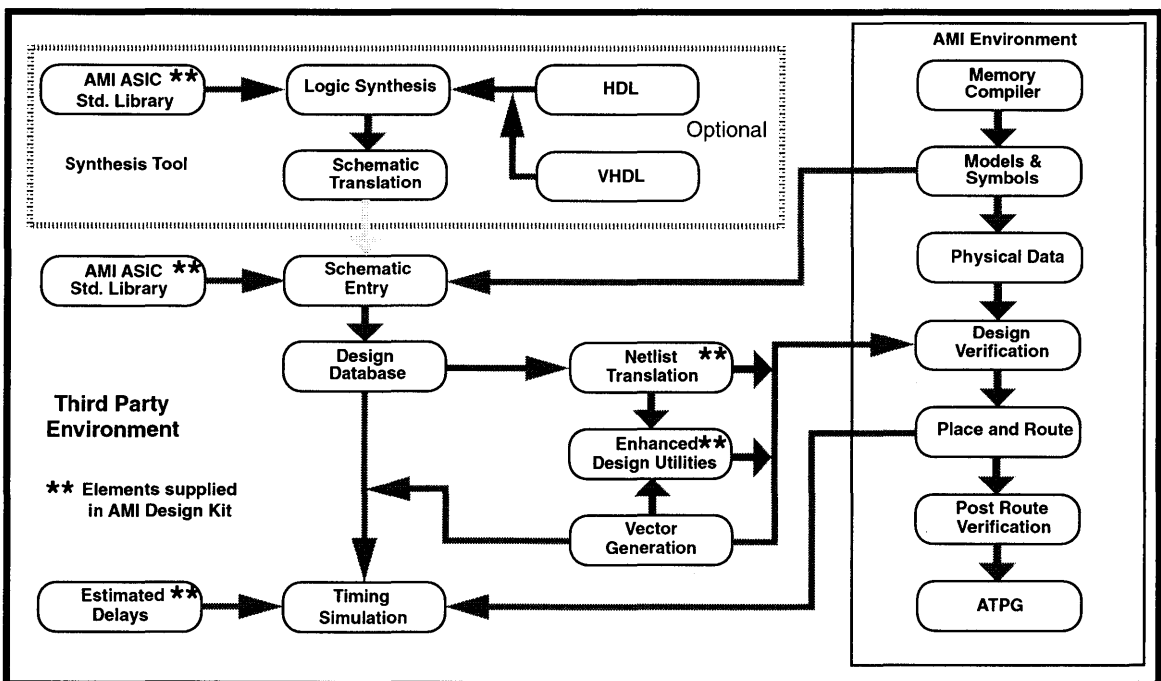 AMI Environment
AMI ASIC **
Std. Library
Logic Synthesis
HDL
Memory
Compiler
Optional
Synthesis Tool
Schematic
Translation
VHDL
Models &
Symbols
AMI ASIC **
Std. Library
Schematic
Entry
Physical Data
Design
Database
Netlist **
Translation
Design
Verification
Third Party
Environment
Enhanced **
Design Utilities
Place and Route
** Elements supplied
in AMI Design Kit
Vector
Generation
Post Route
Verification
Estimated **
Delays
Timing
Simulation
ATPG